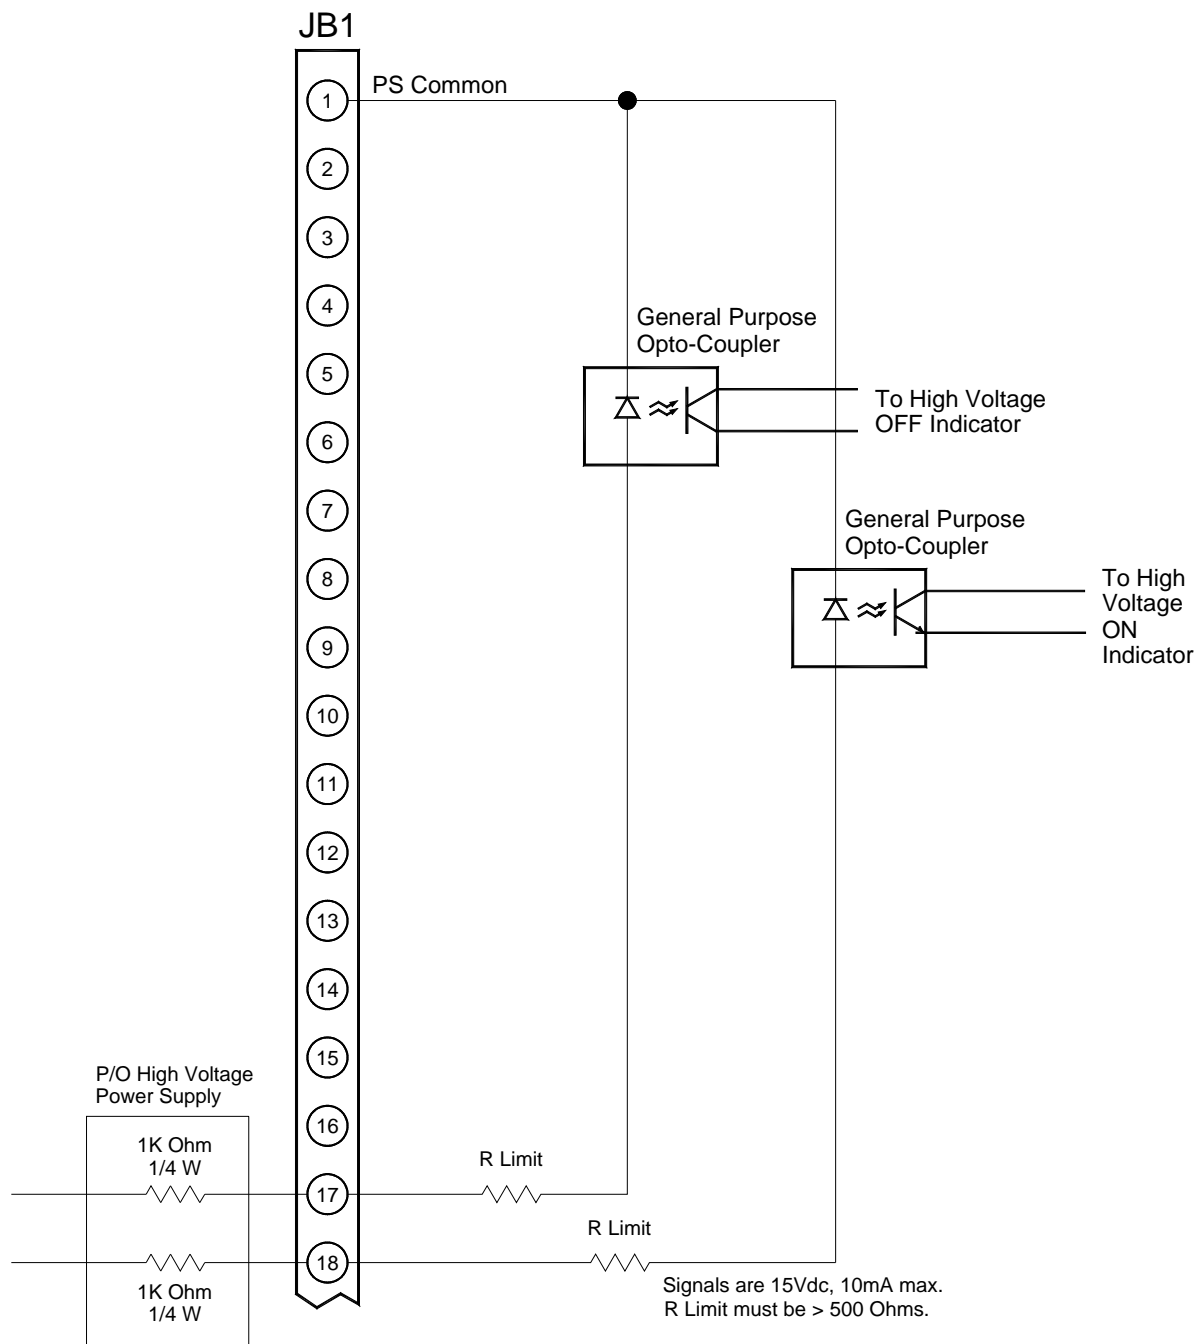 JB1
PS Common
1
2
3
4
General Purpose
Opto-Coupler
5
To High Voltage
OFF Indicator
6
7
General Purpose
Opto-Coupler
8
To High
Voltage
ON
Indicator
9
10
11
12
13
14
15
P/O High Voltage
Power Supply
16
1K Ohm
1/4 W
R Limit
17
R Limit
18
1K Ohm
1/4 W
Signals are 15Vdc, 10mA max.
R Limit must be > 500 Ohms.